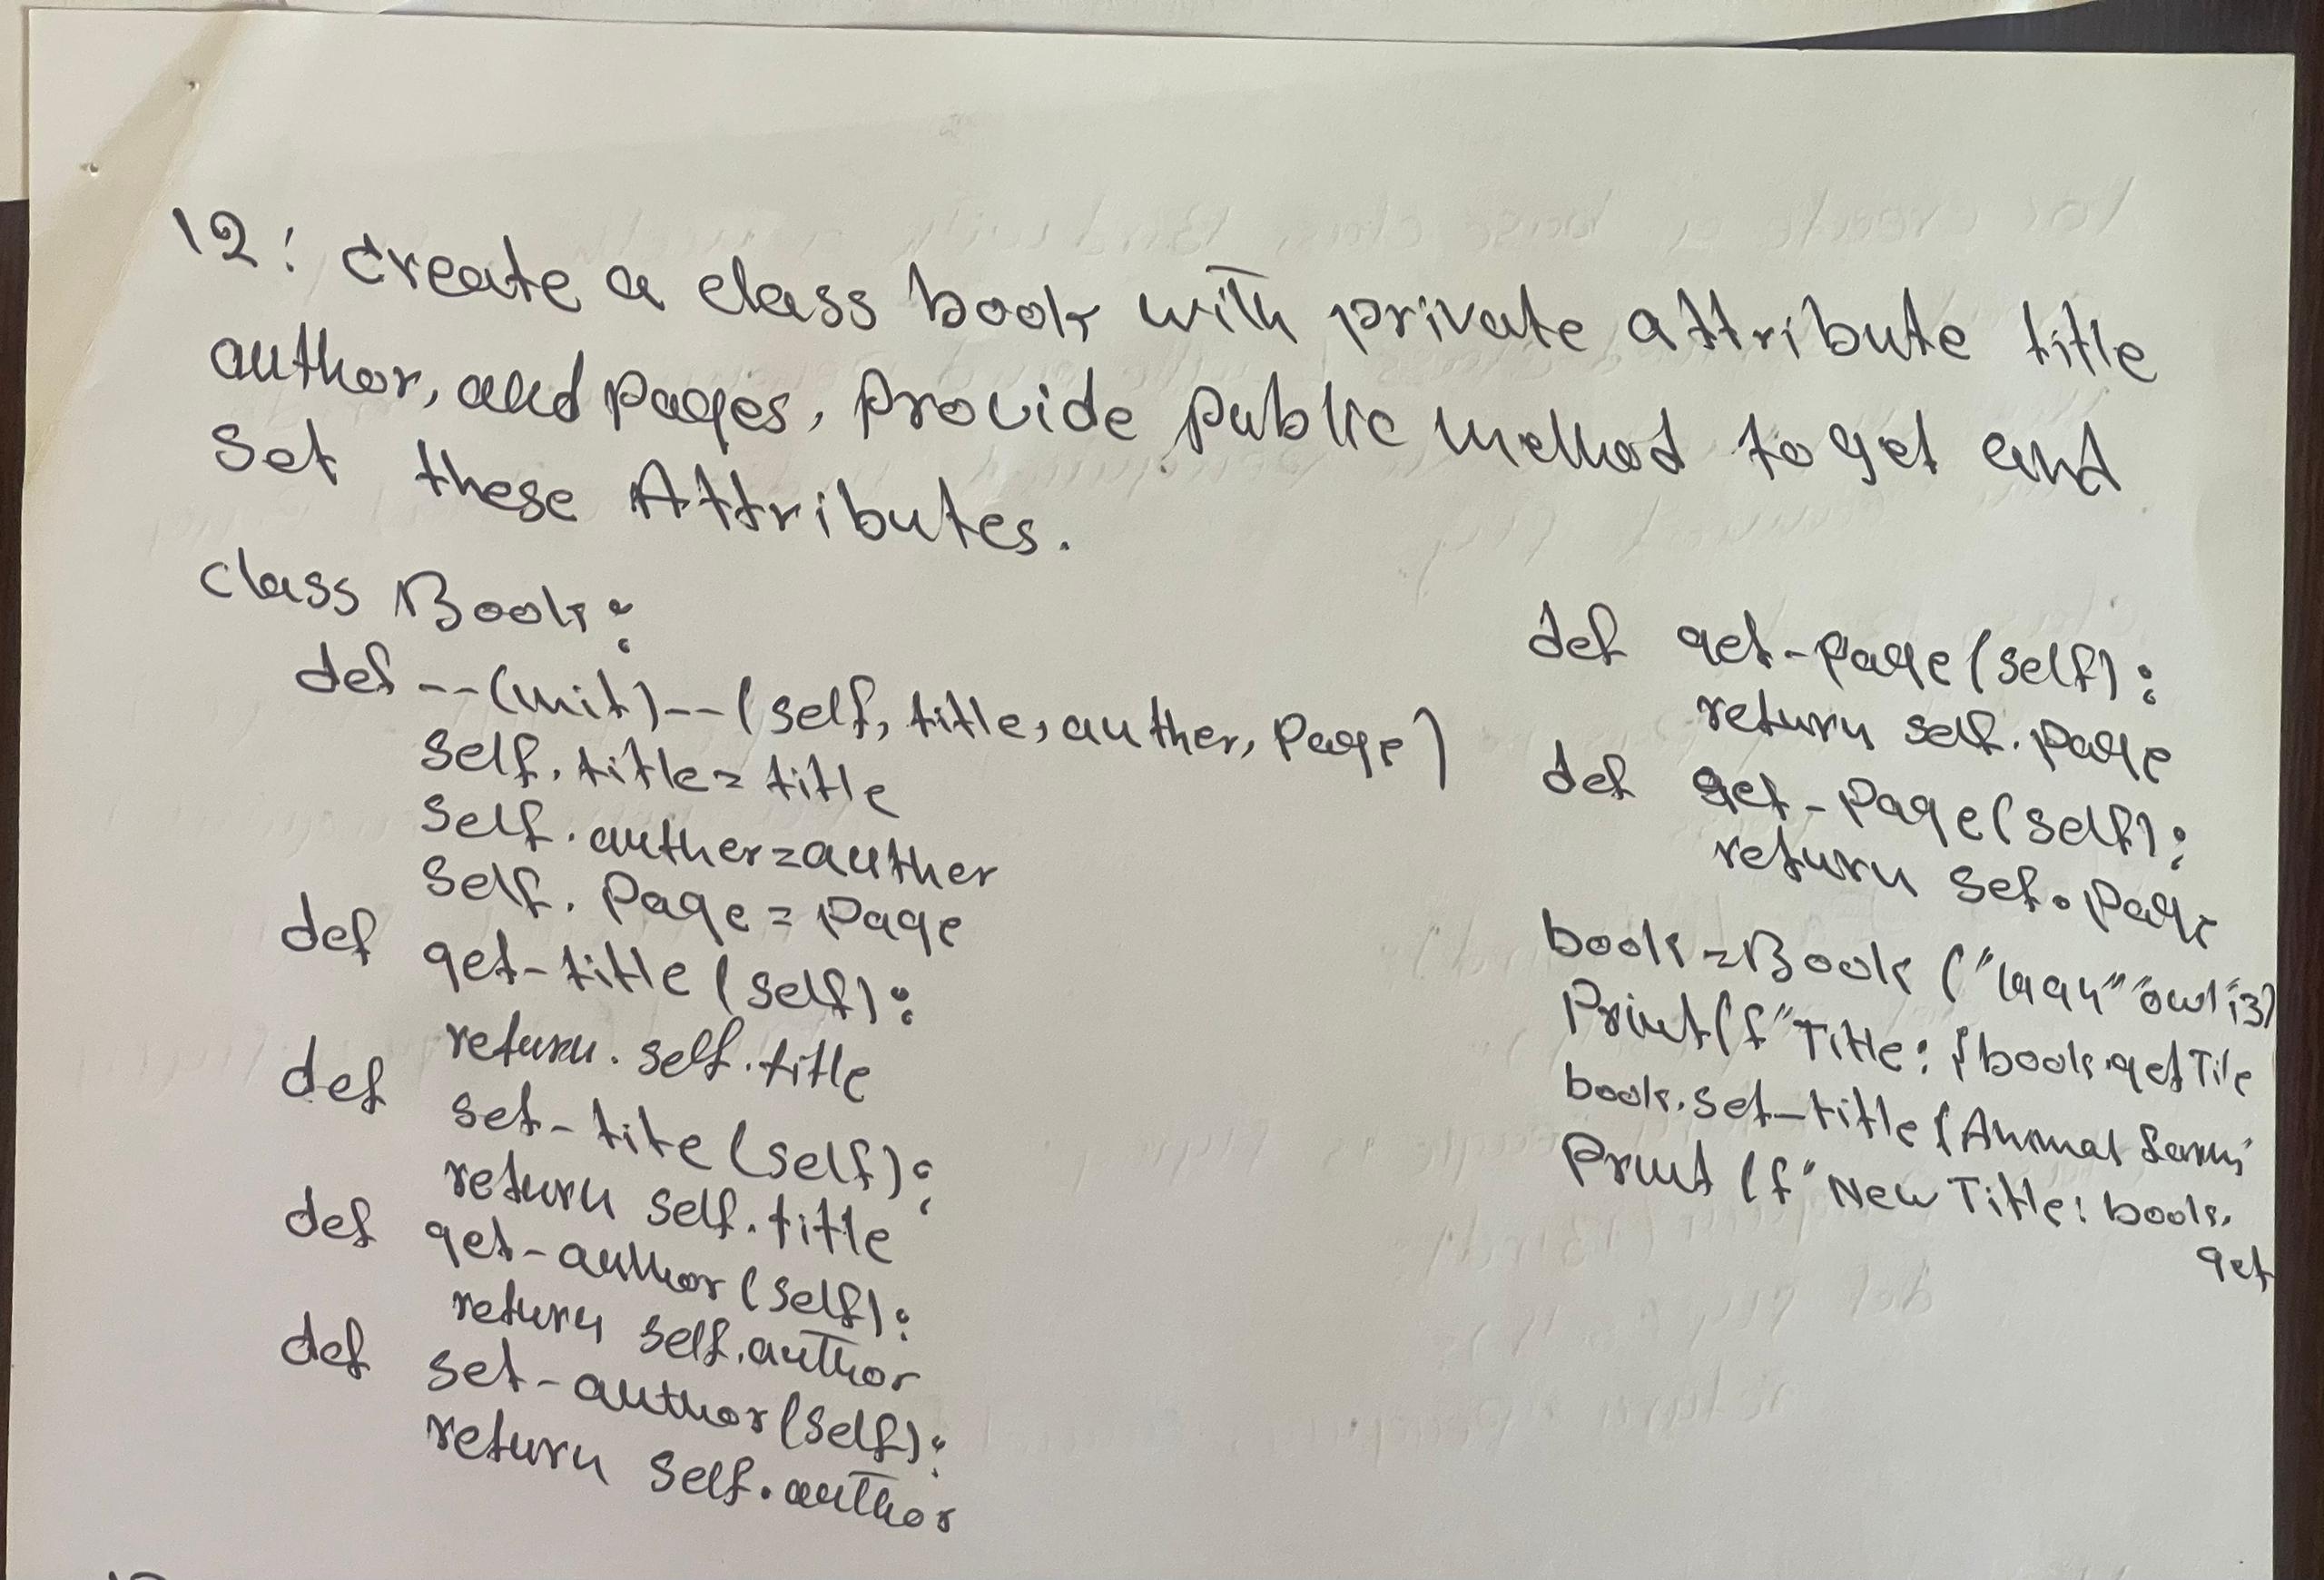 12: create a class book with private attribute title
author, and pages, provide public method to get and
set these Attributes.
class Book:
def --(init)--(self, title, auther, page)
self.title=title
self.auther=auther
self.page=page
def get-title(self):
return.self.title
def set-tite(self):
return self.title
def get-author(self):
return self.author
def set-author(self):
return self.author
def get-page(self):
return self.page
def get-page(self):
return sef.page
book=Book("1994"
Print(f"Title: {book.getTile
book.set-title(Animal farm
Print (f"New Title: book.
get